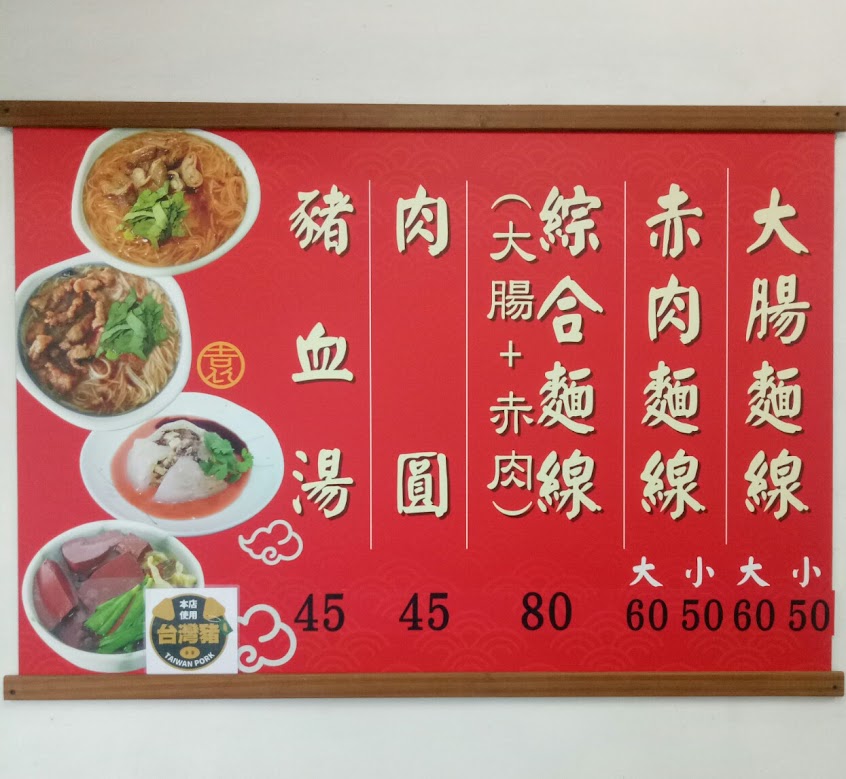 大腸麵線
大 小
60 50
赤肉麵線
大 小
60 50
綜合麵線
(大腸+赤肉)
80
肉圓
45
豬血湯
45
本店
使用
台灣豬
TAIWAN PORK